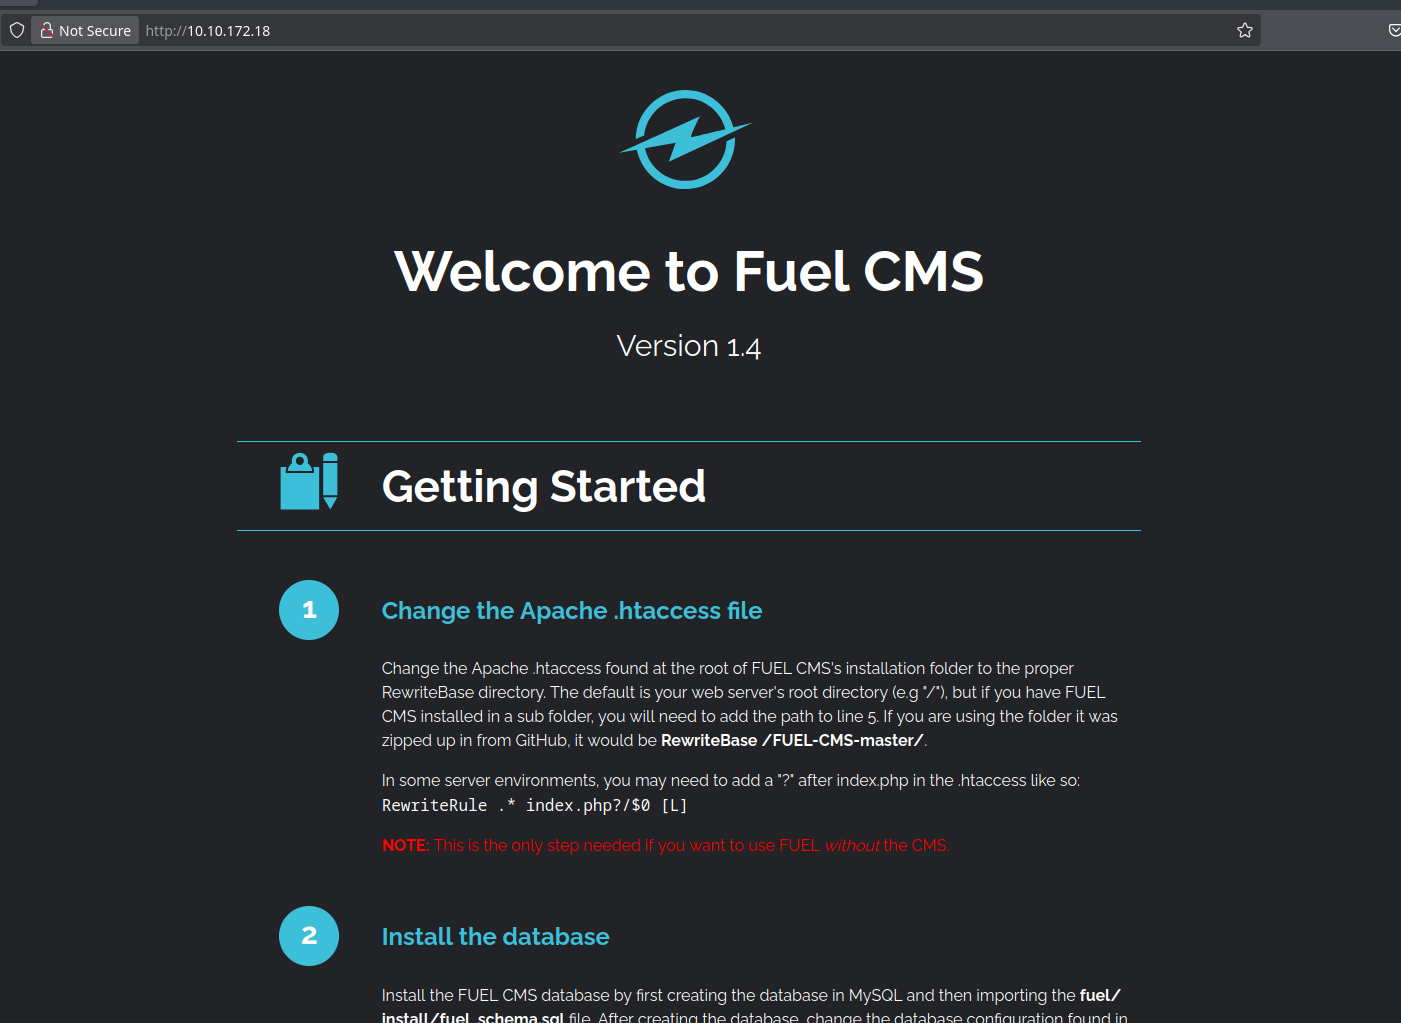 Not Secure http://10.10.172.18
Welcome to Fuel CMS
Version 1.4
Getting Started
1
Change the Apache .htaccess file
Change the Apache .htaccess found at the root of FUEL CMS's installation folder to the proper
RewriteBase directory. The default is your web server's root directory (e.g "/"), but if you have FUEL
CMS installed in a sub folder, you will need to add the path to line 5. If you are using the folder it was
zipped up in from GitHub, it would be RewriteBase /FUEL-CMS-master/.
In some server environments, you may need to add a "?" after index.php in the .htaccess like so:
RewriteRule .* index.php?/$0 [L]
NOTE: This is the only step needed if you want to use FUEL without the CMS.
2
Install the database
Install the FUEL CMS database by first creating the database in MySQL and then importing the fuel/
install/fuel_schema.sql file. After creating the database, change the database configuration found in